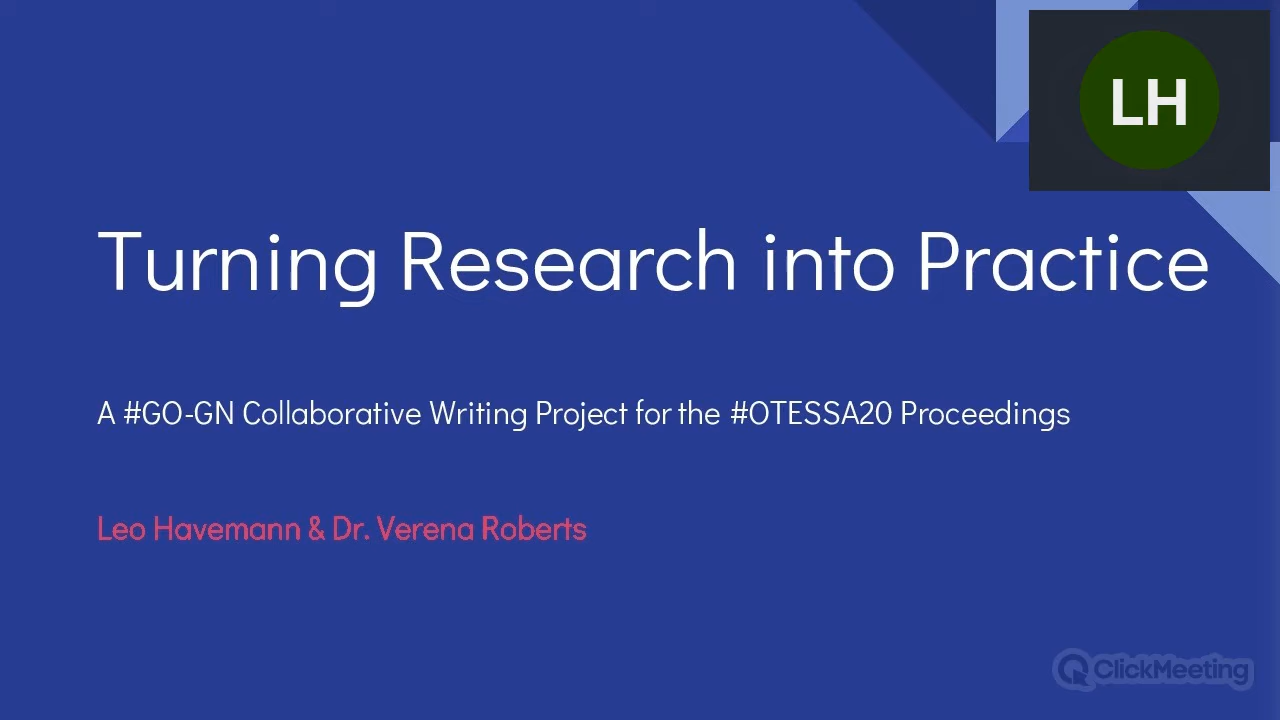 LH
Turning Research into Practice
A #GO-GN Collaborative Writing Project for the #OTESSA20 Proceedings
Leo Havemann & Dr. Verena Roberts
ClickMeeting